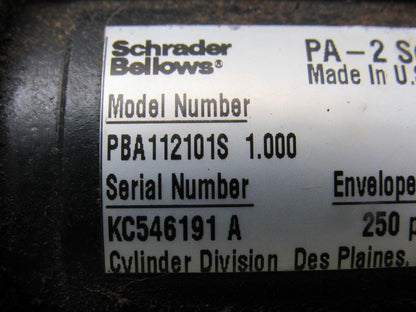 Schrader PA-2 S
Bellows® Made In U.S
Model Number
PBA112101S 1.000
Serial Number Envelope
KC546191 A 250 p
Cylinder Division Des Plaines,